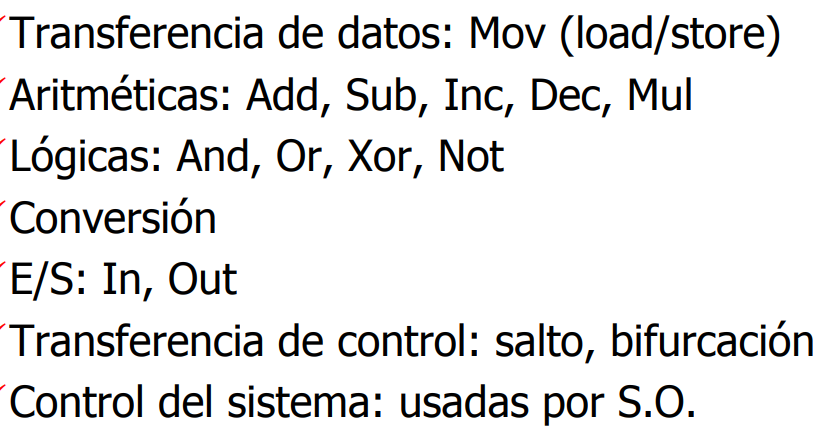 Transferencia de datos: Mov (load/store)
Aritméticas: Add, Sub, Inc, Dec, Mul
Lógicas: And, Or, Xor, Not
Conversión
E/S: In, Out
Transferencia de control: salto, bifurcación
Control del sistema: usadas por S.O.